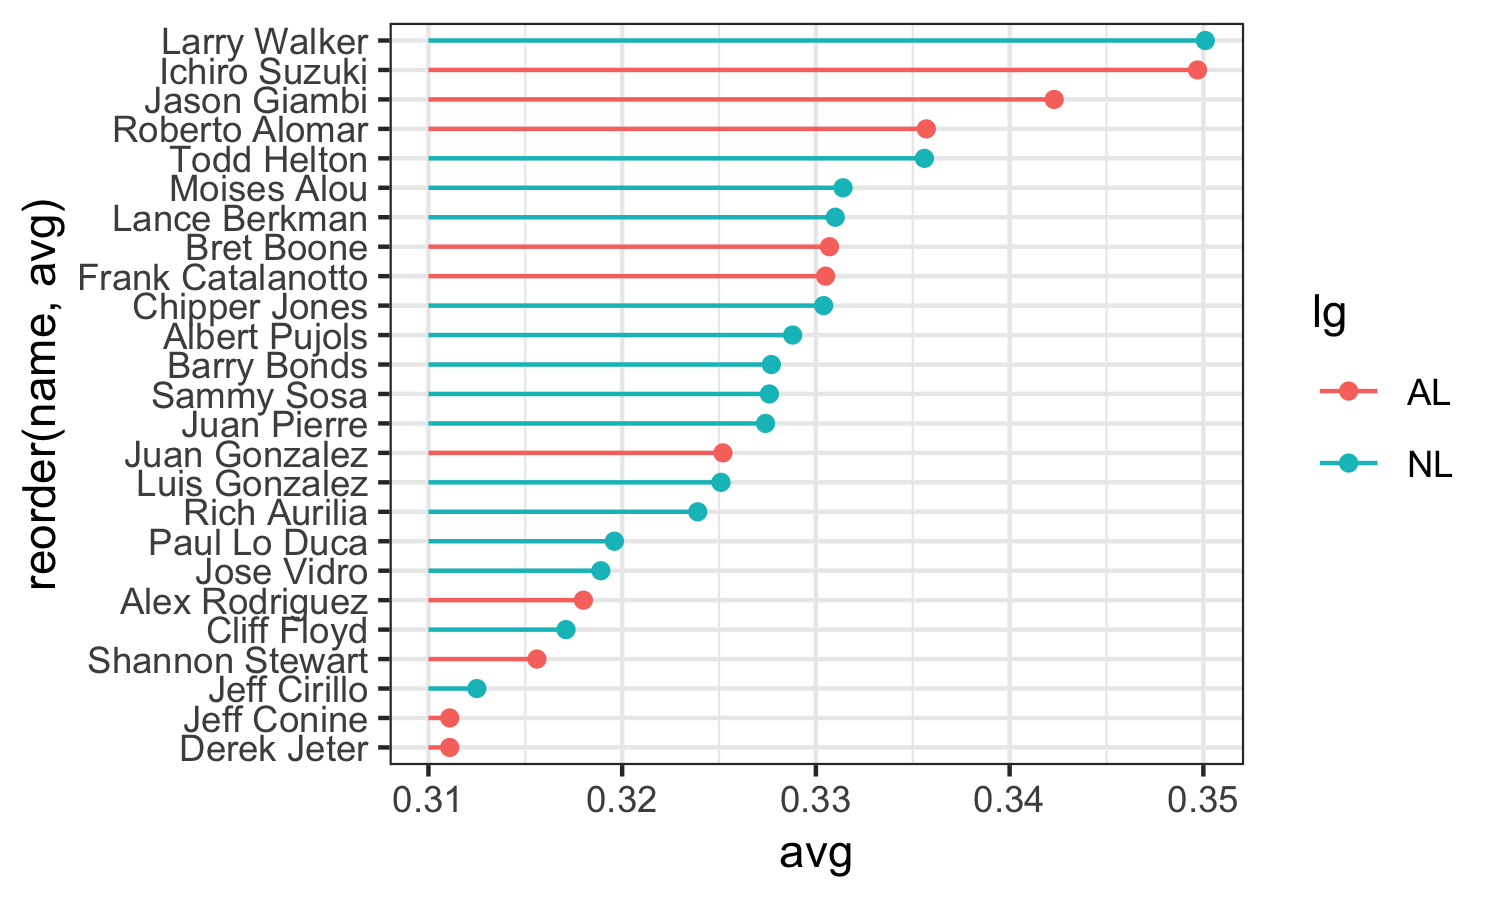 Larry Walker
Ichiro Suzuki
Jason Giambi
Roberto Alomar
Todd Helton
Moises Alou
Lance Berkman
Bret Boone
Frank Catalanotto
Chipper Jones
Albert Pujols
Barry Bonds
Sammy Sosa
Juan Pierre
Juan Gonzalez
Luis Gonzalez
Rich Aurilia
Paul Lo Duca
Jose Vidro
Alex Rodriguez
Cliff Floyd
Shannon Stewart
Jeff Cirillo
Jeff Conine
Derek Jeter
reorder(name, avg)
0.31 0.32 0.33 0.34 0.35
avg
lg
AL
NL